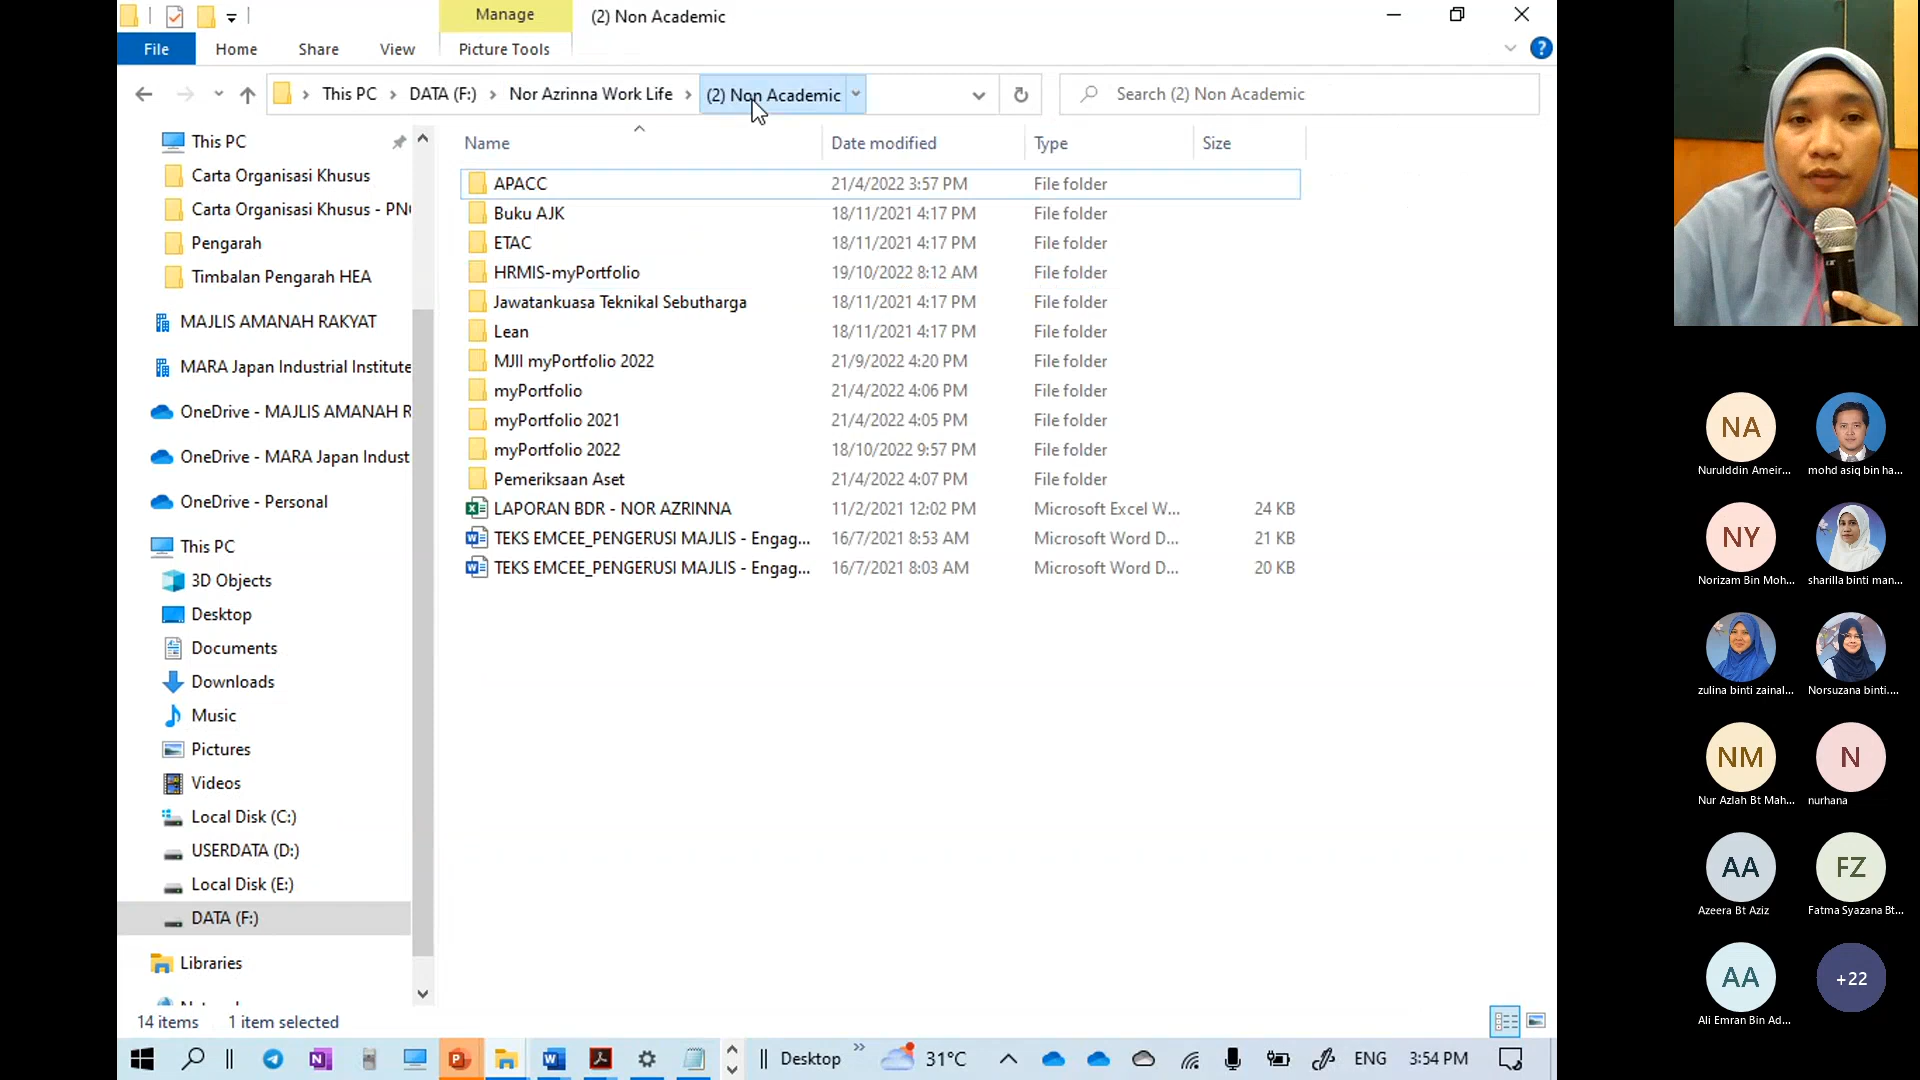 Manage
(2) Non Academic
File
Home
Share
View
Picture Tools
This PC
DATA (F:)
Nor Azrinna Work Life
(2) Non Academic
Search (2) Non Academic
Name
Date modified
Type
Size
This PC
Carta Organisasi Khusus
Carta Organisasi Khusus - PN
Pengarah
Timbalan Pengarah HEA
MAJLIS AMANAH RAKYAT
MARA Japan Industrial Institute
OneDrive - MAJLIS AMANAH R
OneDrive - MARA Japan Indust
OneDrive - Personal
This PC
3D Objects
Desktop
Documents
Downloads
Music
Pictures
Videos
Local Disk (C:)
USERDATA (D:)
Local Disk (E:)
DATA (F:)
Libraries
APACC 21/4/2022 3:57 PM File folder
Buku AJK 18/11/2021 4:17 PM File folder
ETAC 18/11/2021 4:17 PM File folder
HRMIS-myPortfolio 19/10/2022 8:12 AM File folder
Jawatankuasa Teknikal Sebutharga 18/11/2021 4:17 PM File folder
Lean 18/11/2021 4:17 PM File folder
MJII myPortfolio 2022 21/9/2022 4:20 PM File folder
myPortfolio 21/4/2022 4:06 PM File folder
myPortfolio 2021 21/4/2022 4:05 PM File folder
myPortfolio 2022 18/10/2022 9:57 PM File folder
Pemeriksaan Aset 21/4/2022 4:07 PM File folder
LAPORAN BDR - NOR AZRINNA 11/2/2021 12:02 PM Microsoft Excel W... 24 KB
TEKS EMCEE_PENGERUSI MAJLIS - Engag... 16/7/2021 8:53 AM Microsoft Word D... 21 KB
TEKS EMCEE_PENGERUSI MAJLIS - Engag... 16/7/2021 8:03 AM Microsoft Word D... 20 KB
14 items 1 item selected
Desktop
31°C
ENG
3:54 PM
NA
Nurulddin Ameir...
mohd asiq bin ha...
NY
Norizam Bin Moh...
sharilla binti man...
zulina binti zainal...
Norsuzana binti....
NM
Nur Azlah Bt Mah...
N
nurhana
AA
Azeera Bt Aziz
FZ
Fatma Syazana Bt...
AA
Ali Emran Bin Ad...
+22